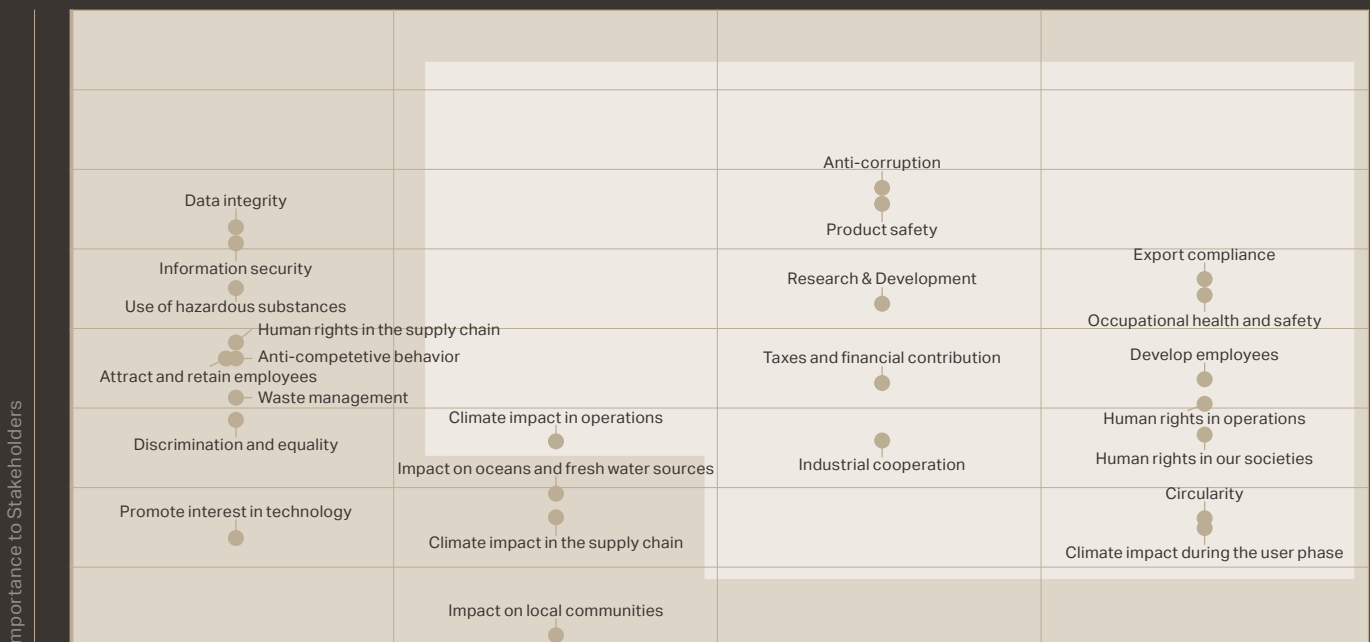 Anti-corruption
Data integrity
Product safety
Export compliance
Information security
Research & Development
Use of hazardous substances
Occupational health and safety
Human rights in the supply chain
Develop employees
Anti-competetive behavior
Taxes and financial contribution
Attract and retain employees
Waste management
Climate impact in operations
Human rights in operations
Discrimination and equality
Human rights in our societies
Industrial cooperation
Impact on oceans and fresh water sources
Circularity
Promote interest in technology
Climate impact in the supply chain
Climate impact during the user phase
Impact on local communities
mportance to Stakeholders